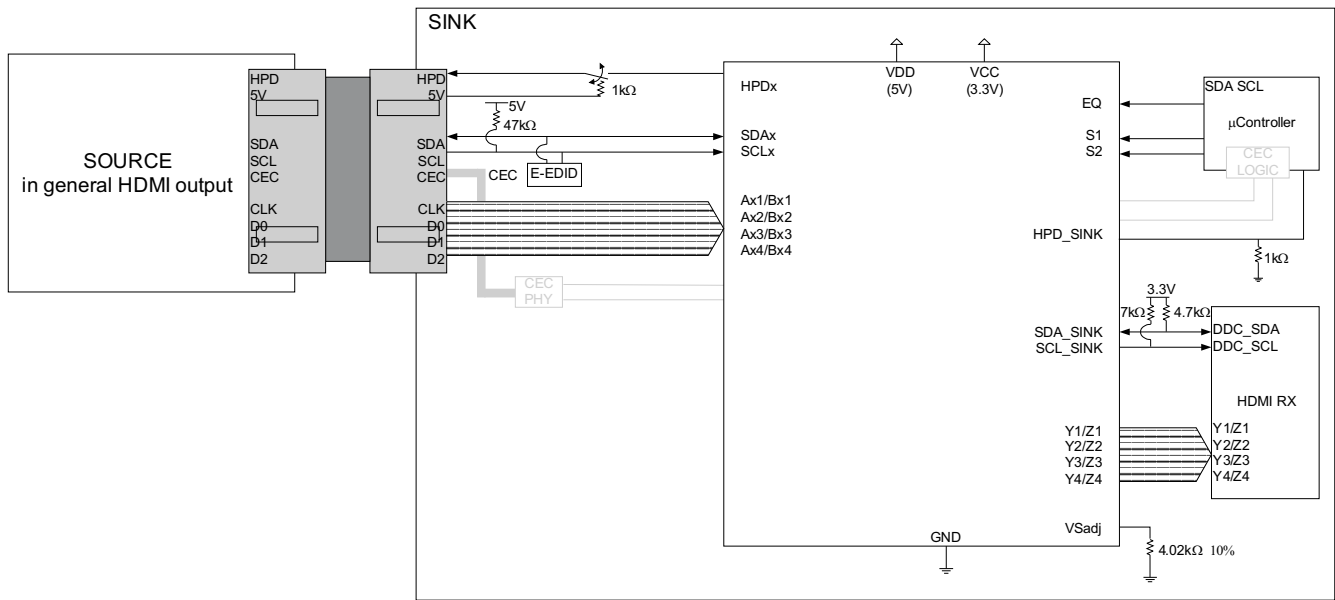 SINK
SOURCE
in general HDMI output
HPD
5V
SDA
SCL
CEC
CLK
D0
D1
D2
HPD
5V
SDA
SCL
CEC
CLK
D0
D1
D2
1kΩ
5V
47kΩ
CEC
E-EDID
CEC
PHY
HPDx
SDAx
SCLx
Ax1/Bx1
Ax2/Bx2
Ax3/Bx3
Ax4/Bx4
VDD
(5V)
VCC
(3.3V)
EQ
S1
S2
HPD_SINK
SDA_SINK
SCL_SINK
Y1/Z1
Y2/Z2
Y3/Z3
Y4/Z4
VSadj
GND
SDA SCL
μController
CEC
LOGIC
1kΩ
3.3V
7kΩ
4.7kΩ
DDC_SDA
DDC_SCL
HDMI RX
Y1/Z1
Y2/Z2
Y3/Z3
Y4/Z4
4.02kΩ 10%